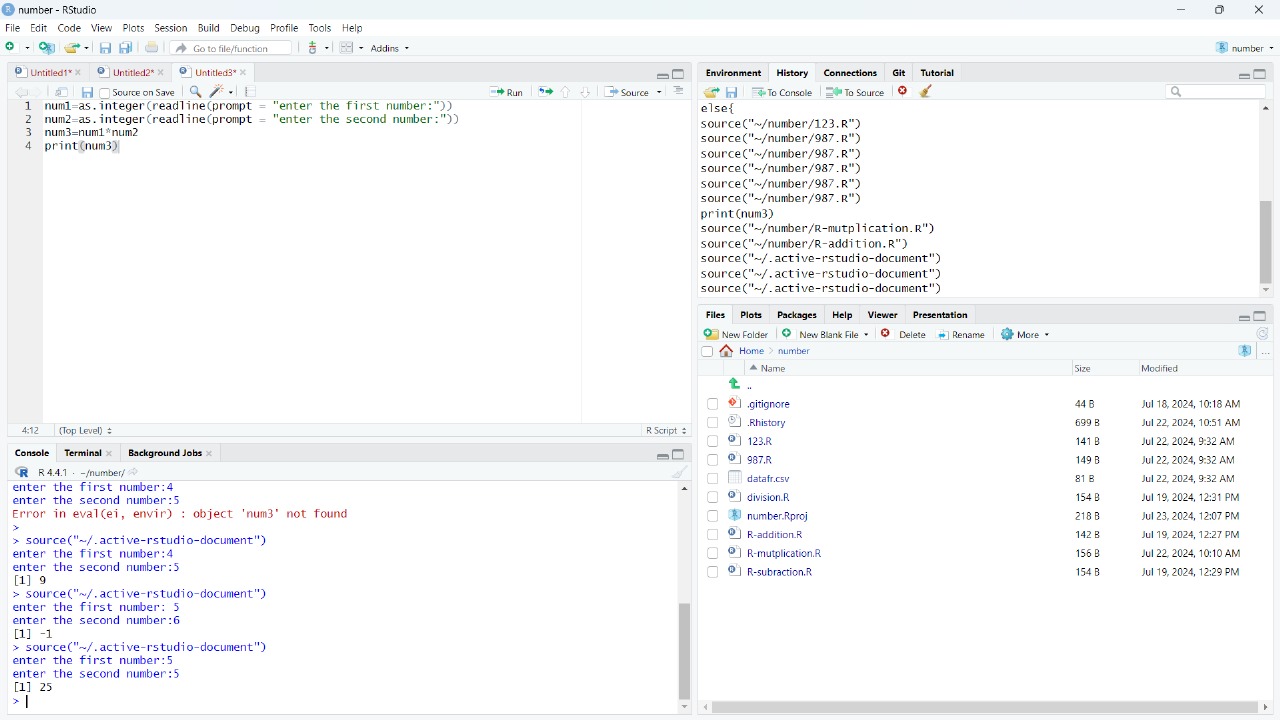 number - RStudio
File Edit Code View Plots Session Build Debug Profile Tools Help
Go to file/function Addins number
Untitled1* Untitled2* Untitled3*
Source on Save Run Source
1 num1=as.integer(readline(prompt = "enter the first number:"))
2 num2=as.integer(readline(prompt = "enter the second number:"))
3 num3=num1*num2
4 print(num3)
4:12 (Top Level) R Script
Console Terminal Background Jobs
R 4.4.1 · ~/number/
enter the first number:4
enter the second number:5
Error in eval(ei, envir) : object 'num3' not found
>
> source("~/.active-rstudio-document")
enter the first number:4
enter the second number:5
[1] 9
> source("~/.active-rstudio-document")
enter the first number: 5
enter the second number:6
[1] -1
> source("~/.active-rstudio-document")
enter the first number:5
enter the second number:5
[1] 25
>
Environment History Connections Git Tutorial
To Console To Source
else{
source("~/number/123.R")
source("~/number/987.R")
source("~/number/987.R")
source("~/number/987.R")
source("~/number/987.R")
source("~/number/987.R")
print(num3)
source("~/number/R-mutplication.R")
source("~/number/R-addition.R")
source("~/.active-rstudio-document")
source("~/.active-rstudio-document")
source("~/.active-rstudio-document")
Files Plots Packages Help Viewer Presentation
New Folder New Blank File Delete Rename More
Home > number ...
Name Size Modified
..
.gitignore 44 B Jul 18, 2024, 10:18 AM
.Rhistory 699 B Jul 22, 2024, 10:51 AM
123.R 141 B Jul 22, 2024, 9:32 AM
987.R 149 B Jul 22, 2024, 9:32 AM
datafr.csv 81 B Jul 22, 2024, 9:32 AM
division.R 154 B Jul 19, 2024, 12:31 PM
number.Rproj 218 B Jul 23, 2024, 12:07 PM
R-addition.R 142 B Jul 19, 2024, 12:27 PM
R-mutplication.R 156 B Jul 22, 2024, 10:10 AM
R-subraction.R 154 B Jul 19, 2024, 12:29 PM